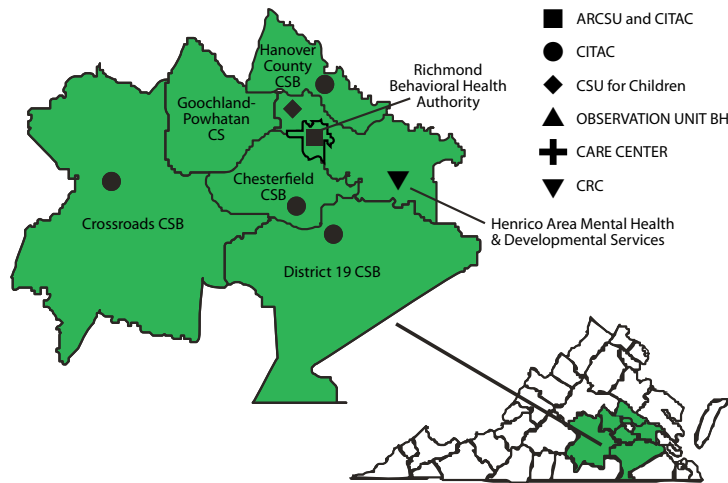 ARCSU and CITAC
CITAC
CSU for Children
OBSERVATION UNIT BH
CARE CENTER
CRC
Hanover
County
CSB
Richmond
Behavioral Health
Authority
Goochland-
Powhatan
CS
Chesterfield
CSB
Crossroads CSB
Henrico Area Mental Health
& Developmental Services
District 19 CSB